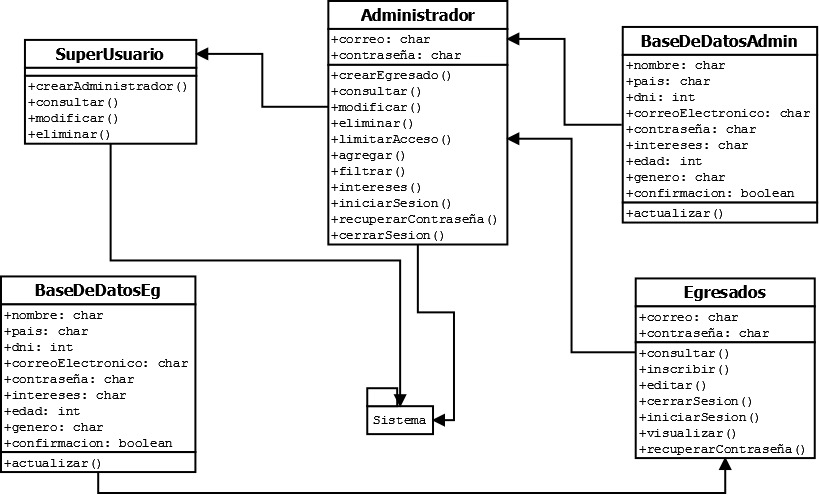 Administrador
+correo: char
+contraseña: char
+crearEgresado()
+consultar()
+modificar()
+eliminar()
+limitarAcceso()
+agregar()
+filtrar()
+intereses()
+iniciarSesion()
+recuperarContraseña()
+cerrarSesion()
SuperUsuario
+crearAdministrador()
+consultar()
+modificar()
+eliminar()
BaseDeDatosAdmin
+nombre: char
+pais: char
+dni: int
+correoElectronico: char
+contraseña: char
+intereses: char
+edad: int
+genero: char
+confirmacion: boolean
+actualizar()
BaseDeDatosEg
+nombre: char
+pais: char
+dni: int
+correoElectronico: char
+contraseña: char
+intereses: char
+edad: int
+genero: char
+confirmacion: boolean
+actualizar()
Sistema
Egresados
+correo: char
+contraseña: char
+consultar()
+inscribir()
+editar()
+cerrarSesion()
+iniciarSesion()
+visualizar()
+recuperarContraseña()